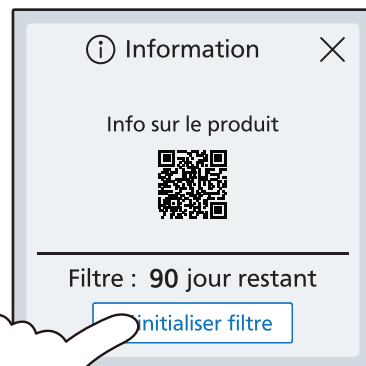 Information
Info sur le produit
Filtre : 90 jour restant
initialiser filtre